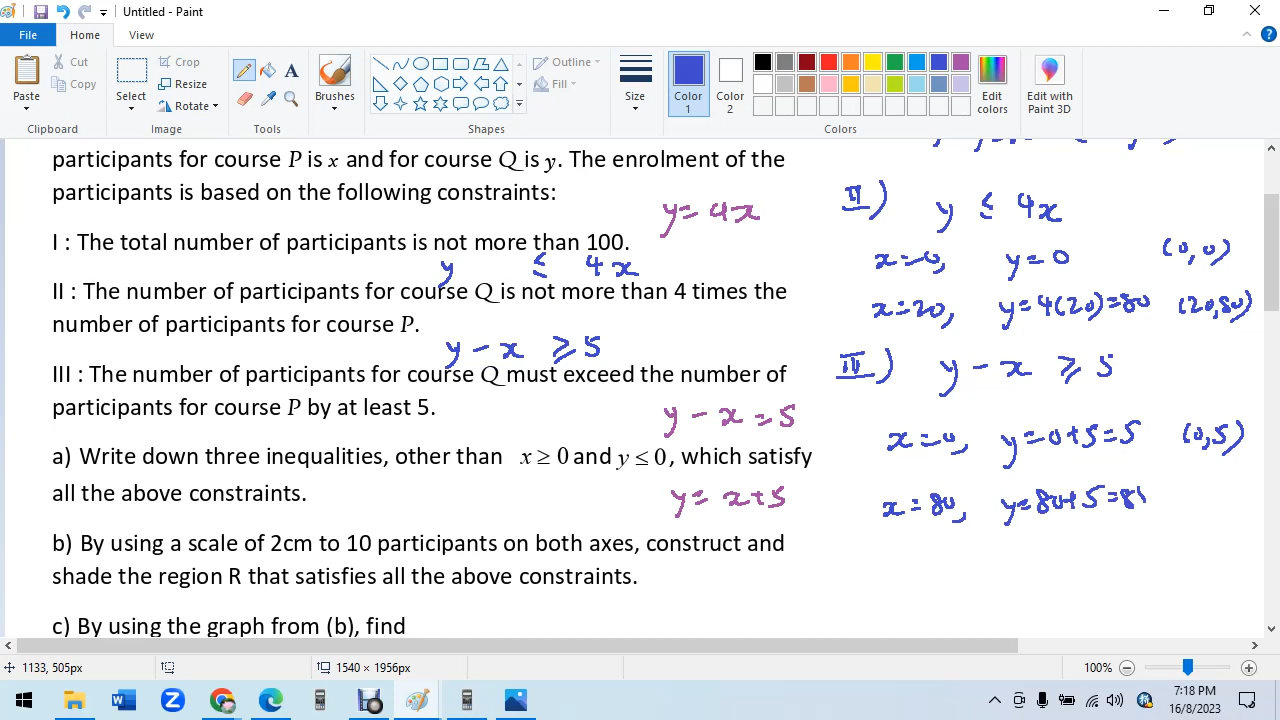 Untitled - Paint
File Home View
Paste Cut Copy Clipboard
Select Crop Resize Rotate Image
Tools
Brushes
Outline Fill Shapes
Size
Color 1 Color 2 Edit colors Edit with Paint 3D Colors
participants for course P is x and for course Q is y. The enrolment of the
participants is based on the following constraints:
y = 4x
I : The total number of participants is not more than 100.
y ≤ 4x
II : The number of participants for course Q is not more than 4 times the
number of participants for course P.
y - x ≥ 5
III : The number of participants for course Q must exceed the number of
participants for course P by at least 5.
y - x = 5
a) Write down three inequalities, other than x ≥ 0 and y ≤ 0, which satisfy
all the above constraints.
y = x + 5
b) By using a scale of 2cm to 10 participants on both axes, construct and
shade the region R that satisfies all the above constraints.
c) By using the graph from (b), find
II) y ≤ 4x
x = 0, y = 0 (0,0)
x = 20, y = 4(20) = 80 (20,80)
III) y - x ≥ 5
x = 0, y = 0 + 5 = 5 (0,5)
x = 80, y = 80 + 5 = 8
1133, 505px
1540 × 1956px
100%
7:18 PM
16/8/2023